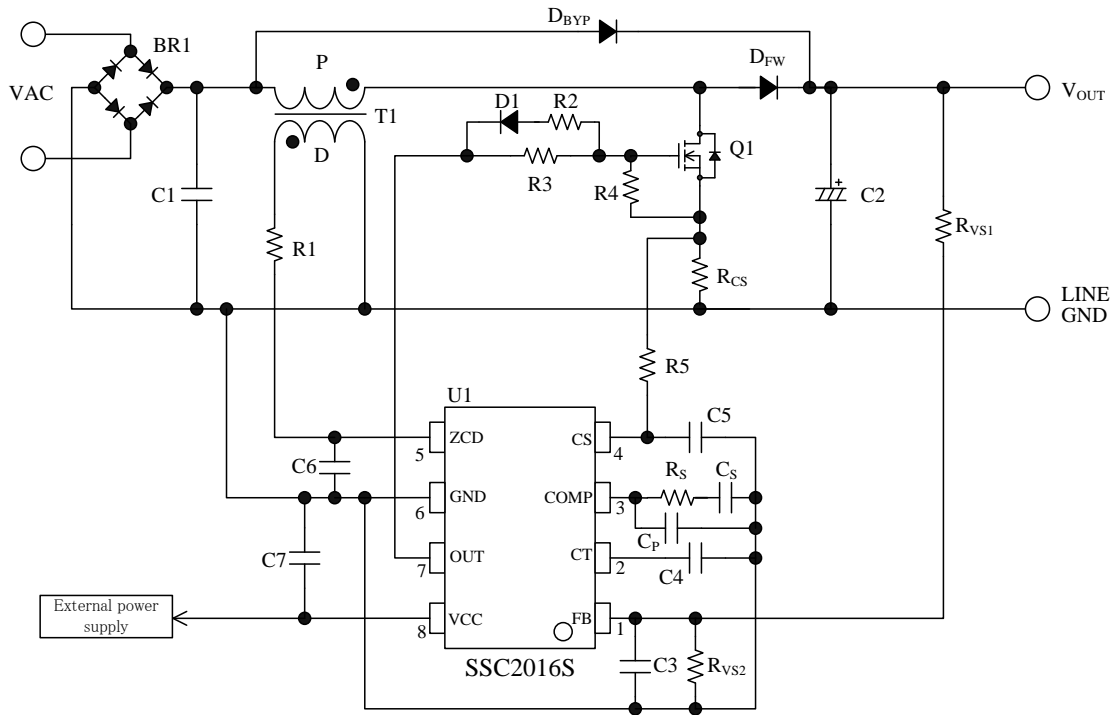 DBYP
BR1
DFW
P
VAC
VOUT
D1
R2
T1
D
Q1
R3
C1
R4
C2
RVS1
R1
RCS
LINE
GND
R5
U1
C5
ZCD
CS
5
4
C6
RS
CS
GND
COMP
6
3
CP
C7
OUT
CT
7
2
C4
External power
supply
VCC
FB
8
1
C3
RVS2
SSC2016S
+